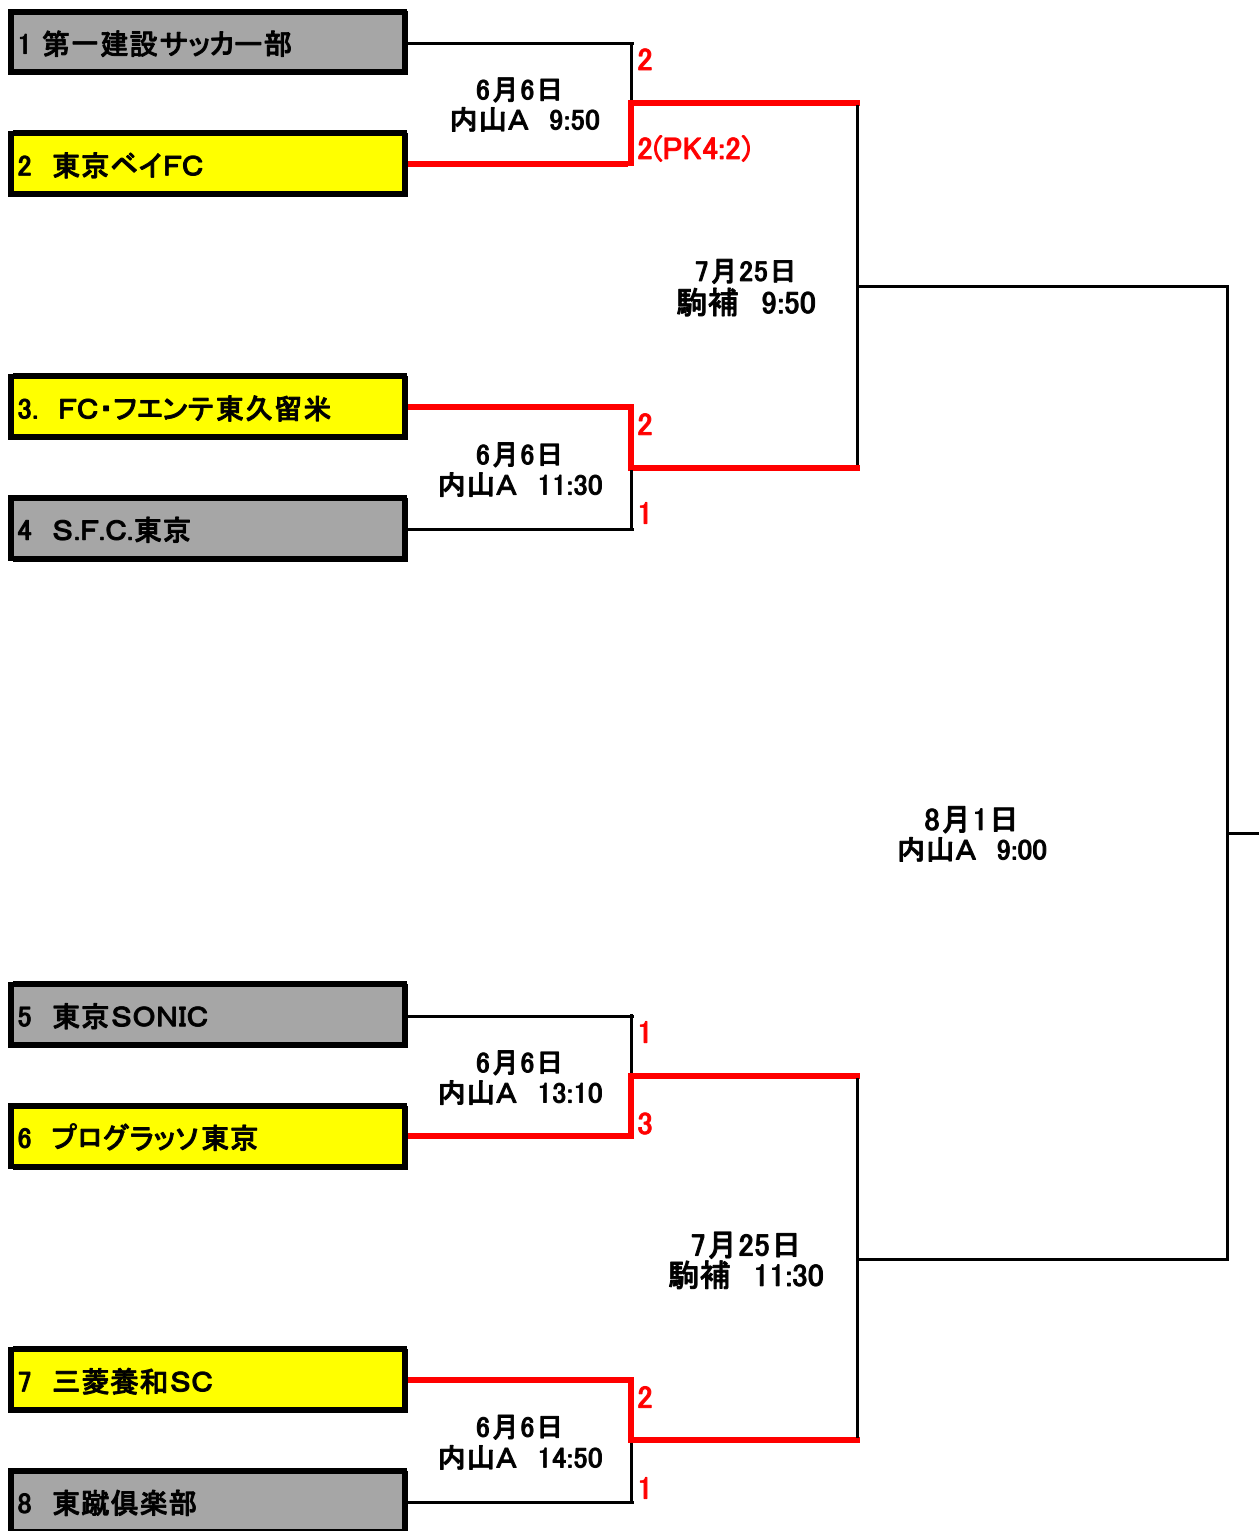 1 第一建設サッカー部
2
6月6日
内山A 9:50
2(PK4:2)
2 東京ベイFC
7月25日
駒補 9:50
3. FC・フエンテ東久留米
2
6月6日
内山A 11:30
1
4 S.F.C.東京
8月1日
内山A 9:00
5 東京SONIC
1
6月6日
内山A 13:10
3
6 プログラッソ東京
7月25日
駒補 11:30
7 三菱養和SC
2
6月6日
内山A 14:50
1
8 東蹴倶楽部